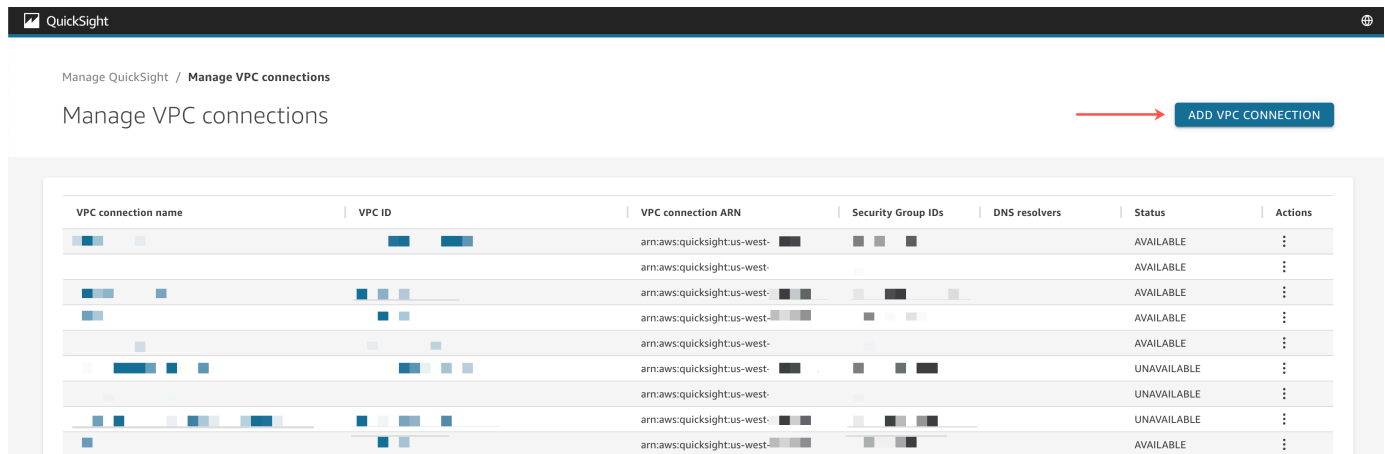 QuickSight
Manage QuickSight / Manage VPC connections
Manage VPC connections
ADD VPC CONNECTION
VPC connection name VPC ID VPC connection ARN Security Group IDs DNS resolvers Status Actions
arn:aws:quicksight:us-west- AVAILABLE
arn:aws:quicksight:us-west- AVAILABLE
arn:aws:quicksight:us-west- AVAILABLE
arn:aws:quicksight:us-west- AVAILABLE
arn:aws:quicksight:us-west- AVAILABLE
arn:aws:quicksight:us-west- UNAVAILABLE
arn:aws:quicksight:us-west- UNAVAILABLE
arn:aws:quicksight:us-west- UNAVAILABLE
arn:aws:quicksight:us-west- AVAILABLE